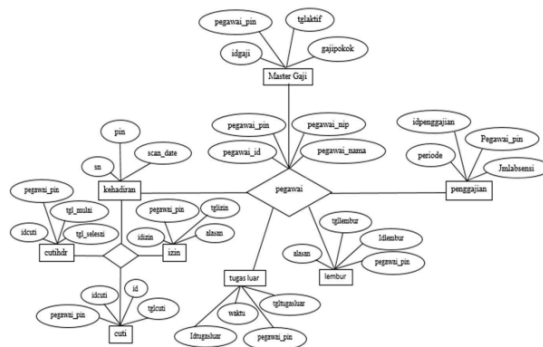 pegawai_pin
tglaktif
idgaji
gajipokok
Master Gaji
pin
sn
scan_date
kehadiran
pegawai_pin
pegawai_nip
pegawai_id
pegawai_nama
pegawai
idpenggajian
Pegawai_pin
periode
Jmlabsensi
penggajian
pegawai_pin
tgl_mulai
idcuti
tgl_selesai
cutihdr
pegawai_pin
tglizin
idizin
alasan
izin
tgllembur
Idlembur
alasan
pegawai_pin
lembur
tugas luar
waktu
tgltugasluar
Idtugasluar
pegawai_pin
idcuti
id
pegawai_pin
tglcuti
cuti